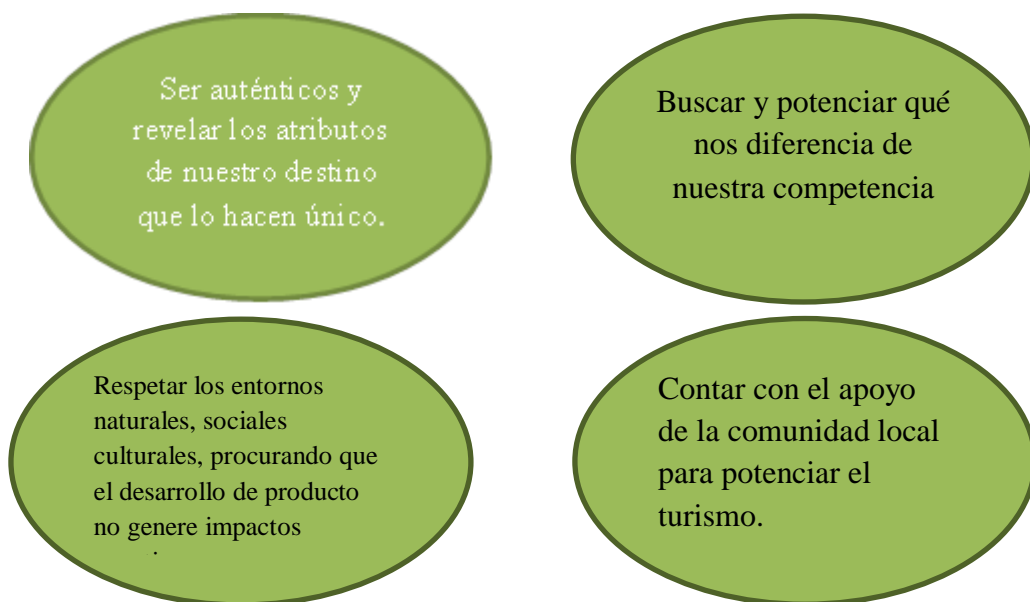 Ser auténticos y
revelar los atributos
de nuestro destino
que lo hacen único.
Buscar y potenciar qué
nos diferencia de
nuestra competencia
Respetar los entornos
naturales, sociales
culturales, procurando que
el desarrollo de producto
no genere impactos
Contar con el apoyo
de la comunidad local
para potenciar el
turismo.